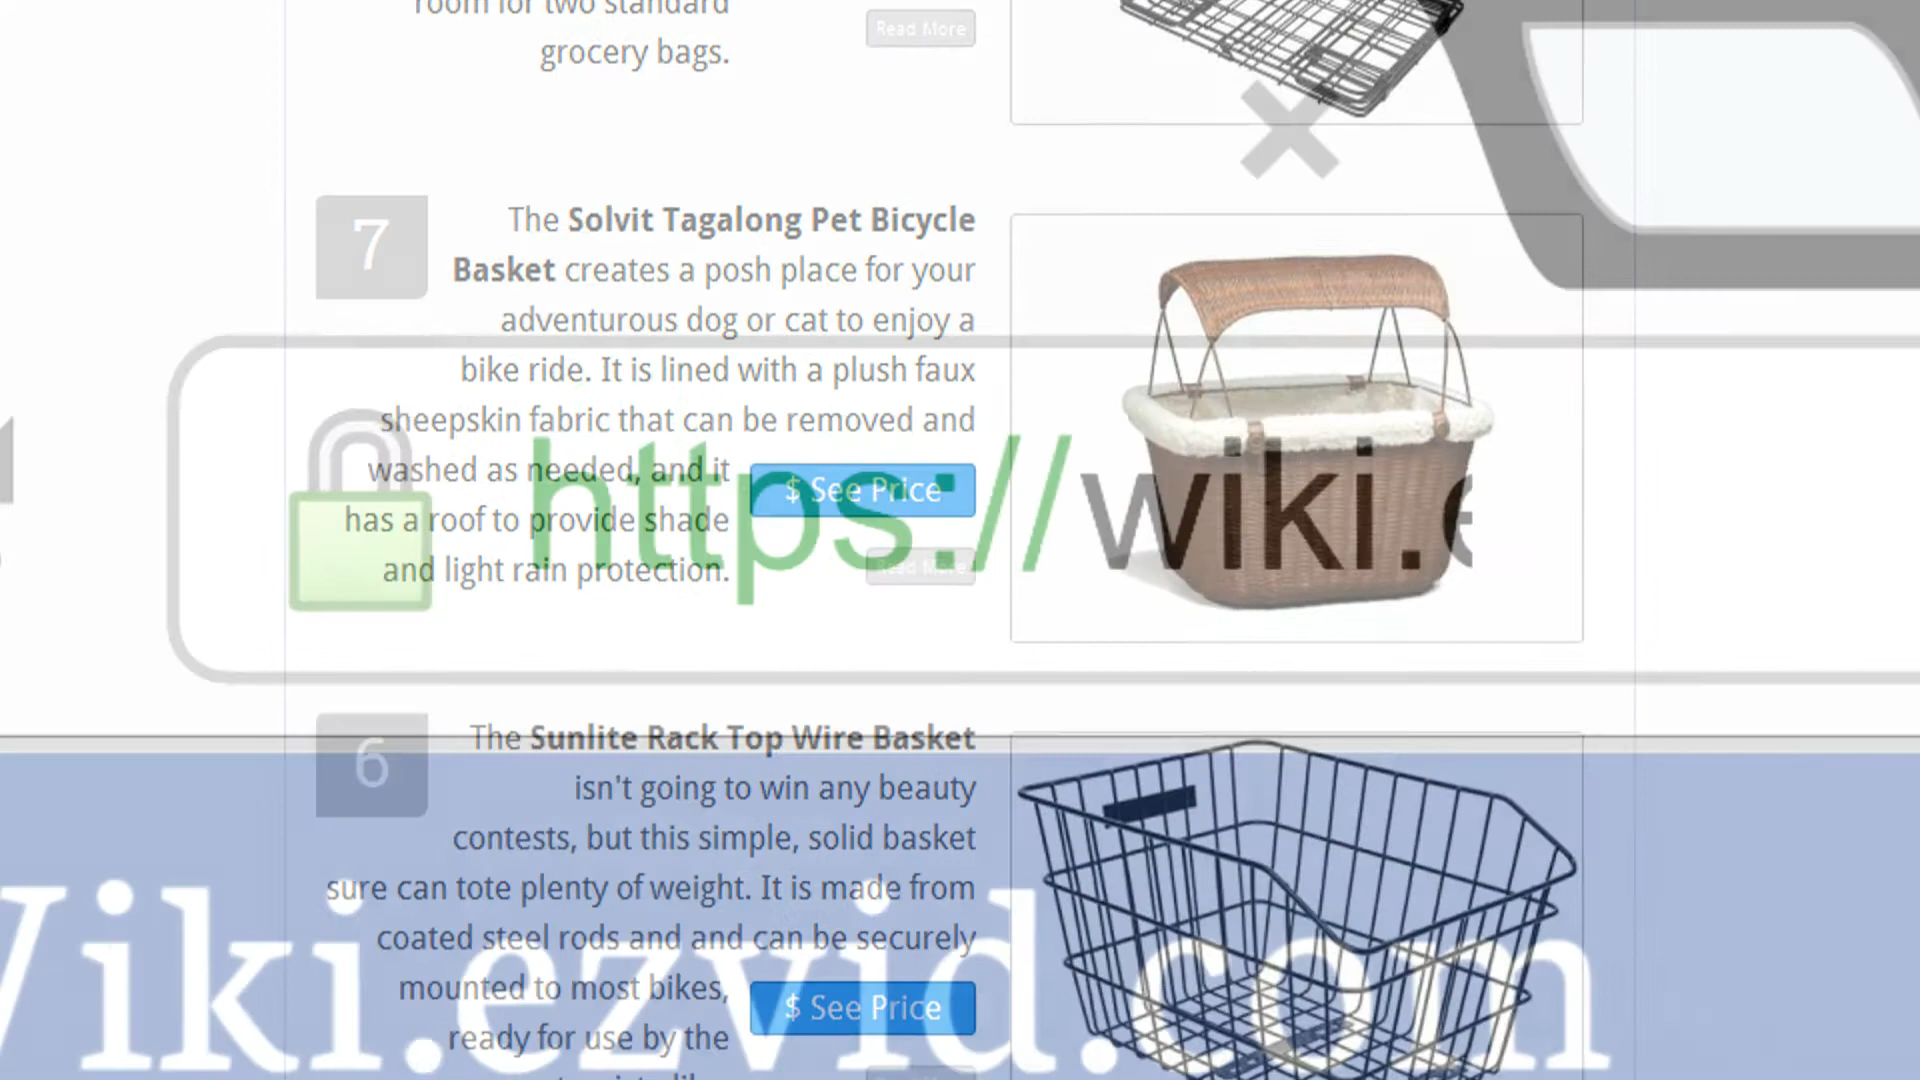 room for two standard
grocery bags.
Read More
7
The Solvit Tagalong Pet Bicycle
Basket creates a posh place for your
adventurous dog or cat to enjoy a
bike ride. It is lined with a plush faux
sheepskin fabric that can be removed and
washed as needed, and it
has a roof to provide shade
and light rain protection.
$ See Price
Read More
https://wiki.e
6
The Sunlite Rack Top Wire Basket
isn't going to win any beauty
contests, but this simple, solid basket
sure can tote plenty of weight. It is made from
coated steel rods and and can be securely
mounted to most bikes,
ready for use by the
$ See Price
Wiki.ezvid.com